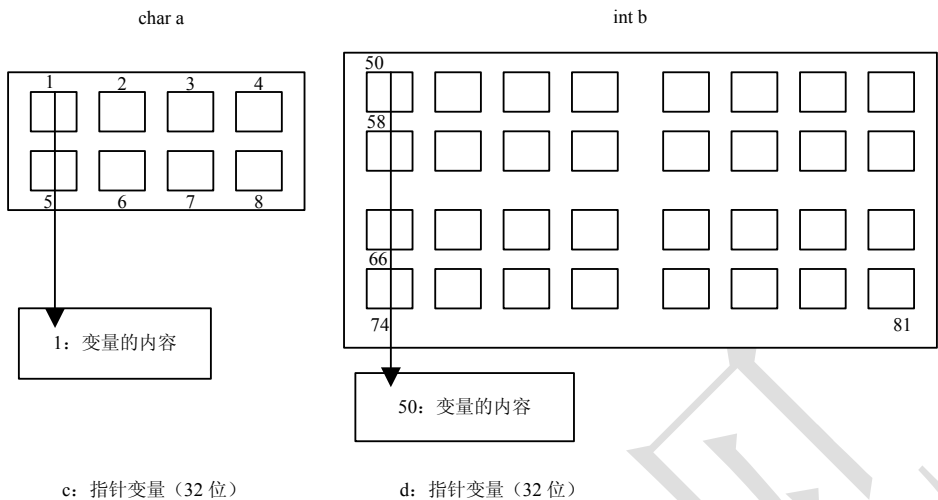 char a
int b
1 2 3 4
5 6 7 8
50
58
66
74 81
1：变量的内容
50：变量的内容
c：指针变量（32 位）
d：指针变量（32 位）